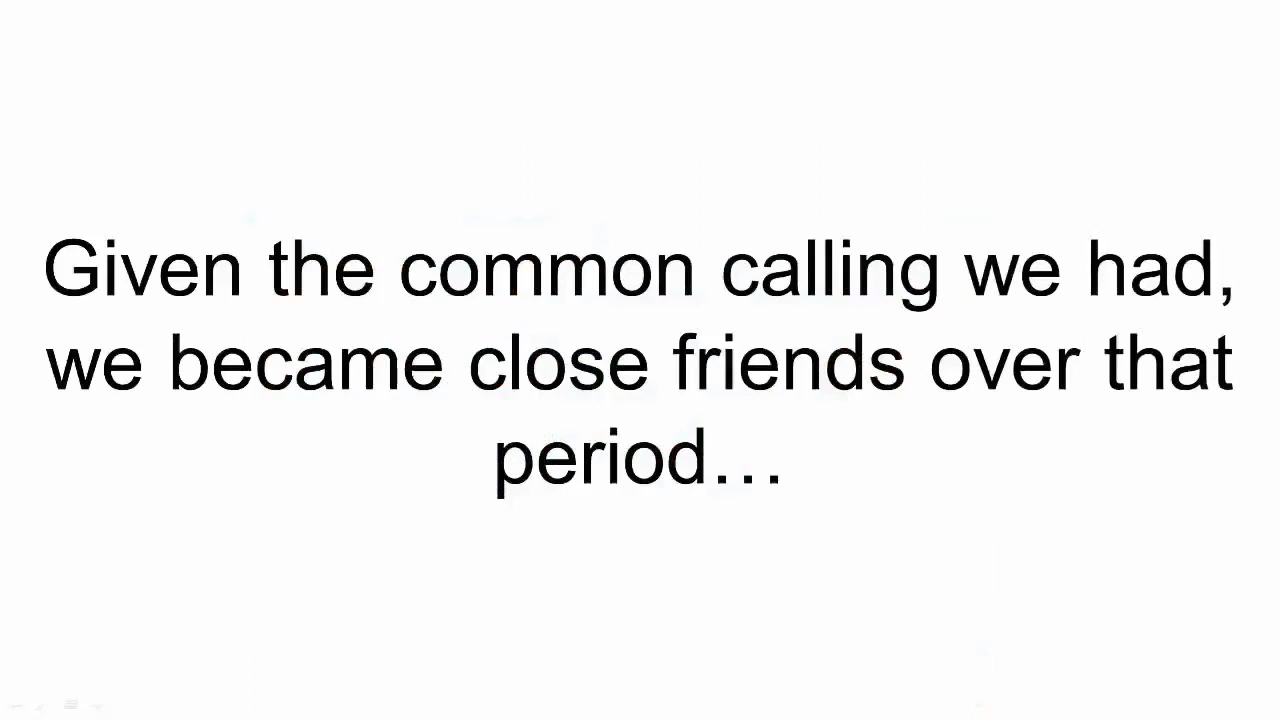 Given the common calling we had,
we became close friends over that
period…